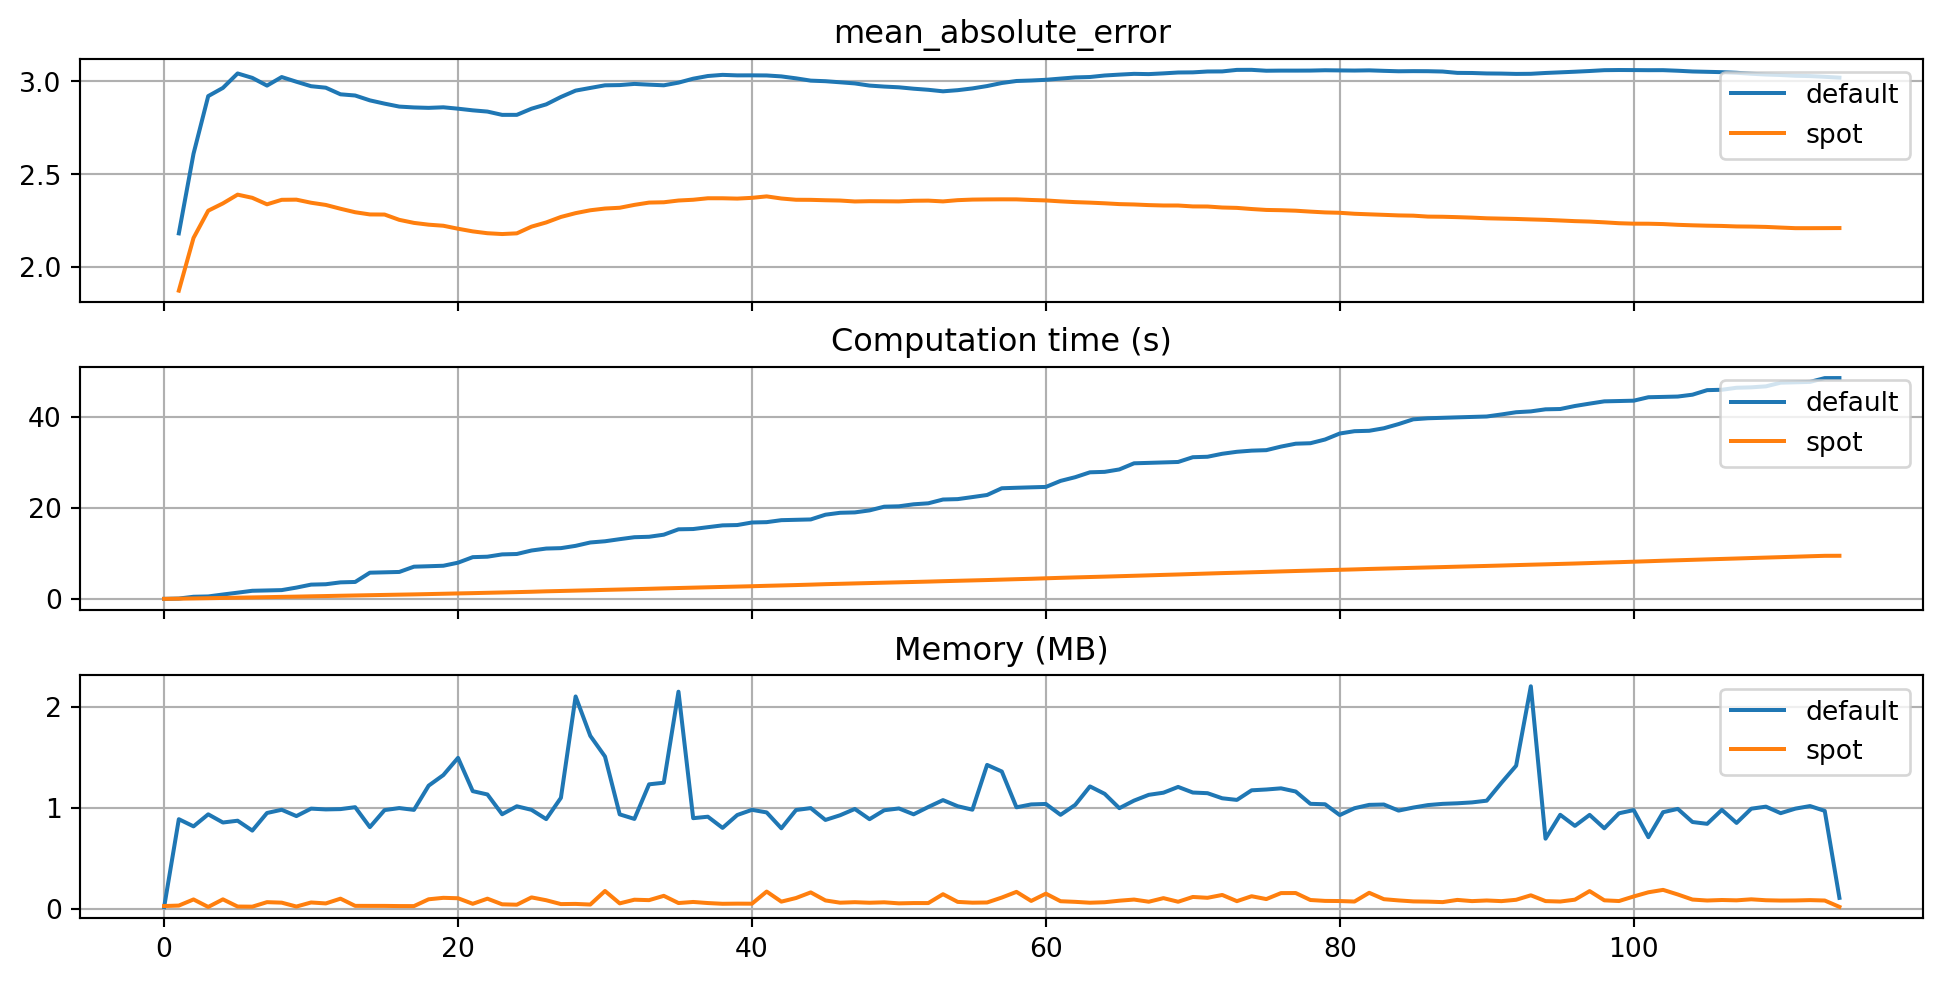 mean_absolute_error
3.0
2.5
2.0
default
spot
Computation time (s)
40
20
0
default
spot
Memory (MB)
2
1
0
default
spot
0 20 40 60 80 100